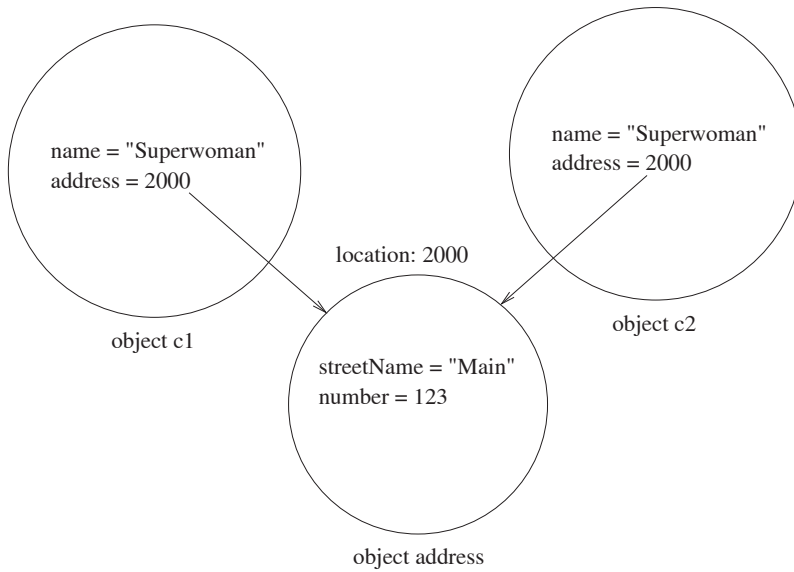 name = "Superwoman"
address = 2000
object c1
name = "Superwoman"
address = 2000
object c2
location: 2000
streetName = "Main"
number = 123
object address